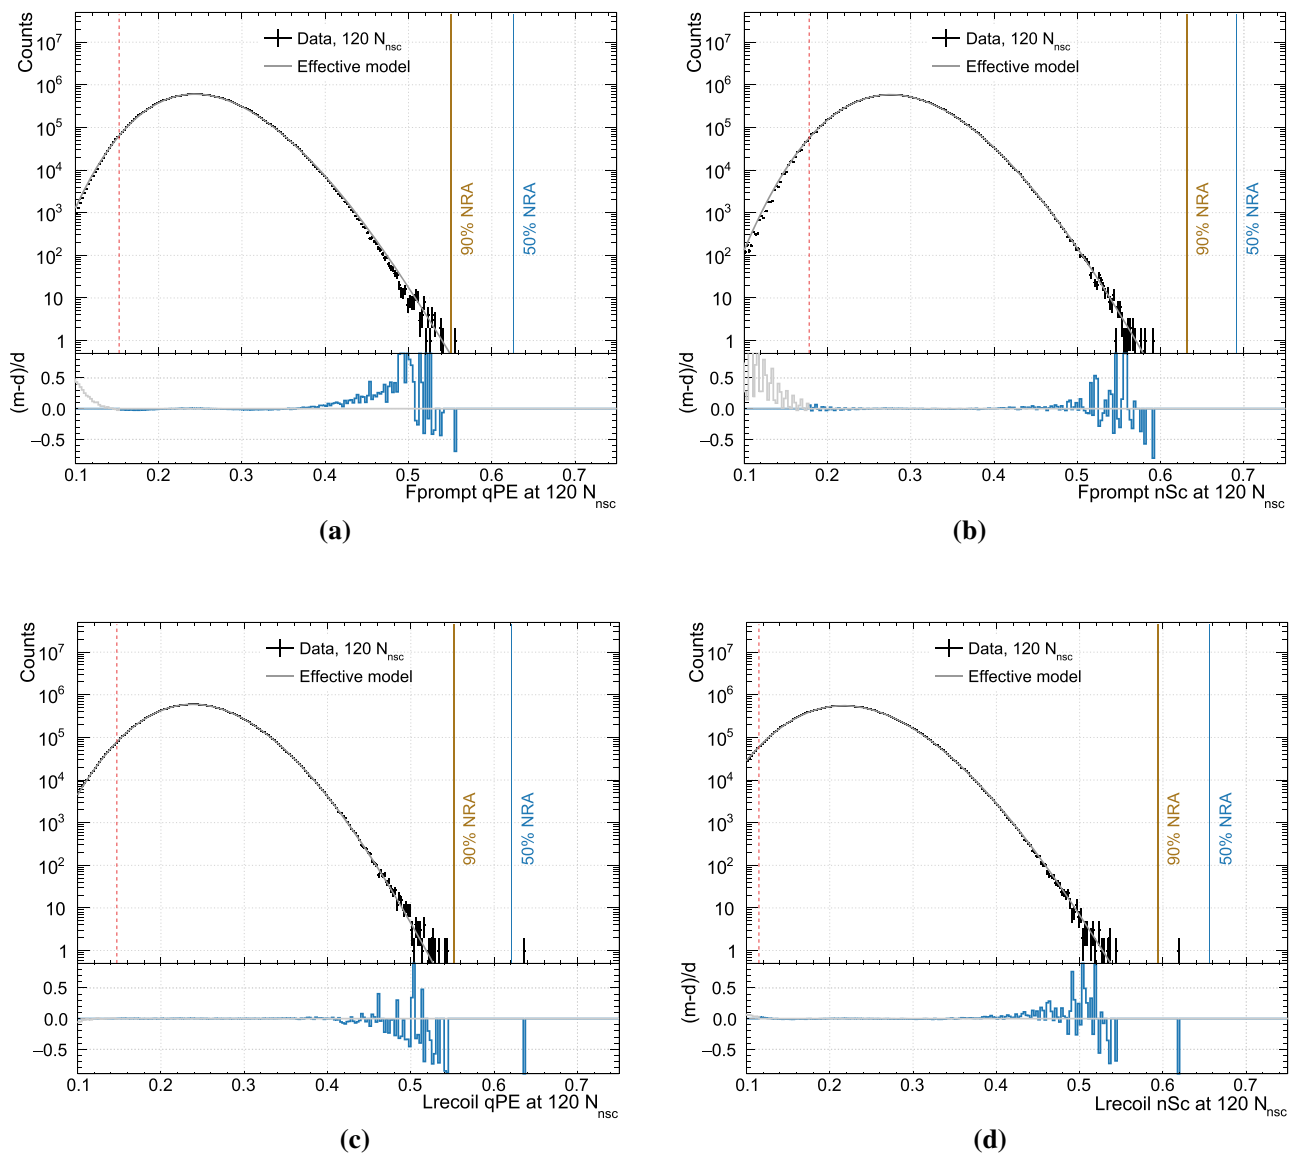 Counts
10^7
10^6
10^5
10^4
10^3
10^2
10
1
Data, 120 N_nsc
Effective model
90% NRA
50% NRA
(m-d)/d
0.5
0.0
−0.5
0.1 0.2 0.3 0.4 0.5 0.6 0.7
Fprompt qPE at 120 N_nsc
(a)
Counts
10^7
10^6
10^5
10^4
10^3
10^2
10
1
Data, 120 N_nsc
Effective model
90% NRA
50% NRA
(m-d)/d
0.5
0.0
−0.5
0.1 0.2 0.3 0.4 0.5 0.6 0.7
Fprompt nSc at 120 N_nsc
(b)
Counts
10^7
10^6
10^5
10^4
10^3
10^2
10
1
Data, 120 N_nsc
Effective model
90% NRA
50% NRA
0.5
0.0
−0.5
0.1 0.2 0.3 0.4 0.5 0.6 0.7
Lrecoil qPE at 120 N_nsc
(c)
Counts
10^7
10^6
10^5
10^4
10^3
10^2
10
1
Data, 120 N_nsc
Effective model
90% NRA
50% NRA
(m-d)/d
0.5
0.0
−0.5
0.1 0.2 0.3 0.4 0.5 0.6 0.7
Lrecoil nSc at 120 N_nsc
(d)